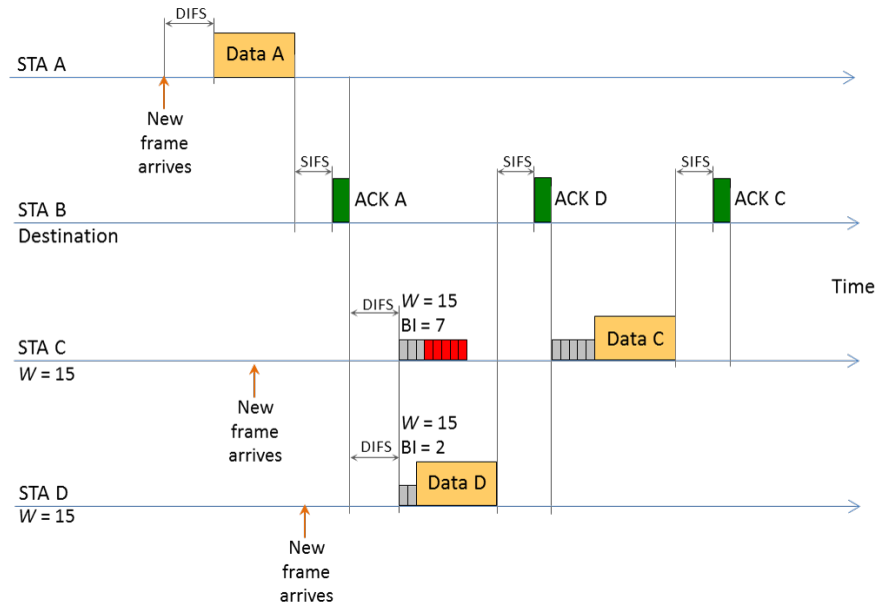 DIFS
Data A
STA A
New
frame
arrives
SIFS
SIFS
SIFS
ACK A
ACK D
ACK C
STA B
Destination
Time
DIFS
W = 15
BI = 7
Data C
STA C
W = 15
New
frame
arrives
W = 15
DIFS
BI = 2
Data D
STA D
W = 15
New
frame
arrives